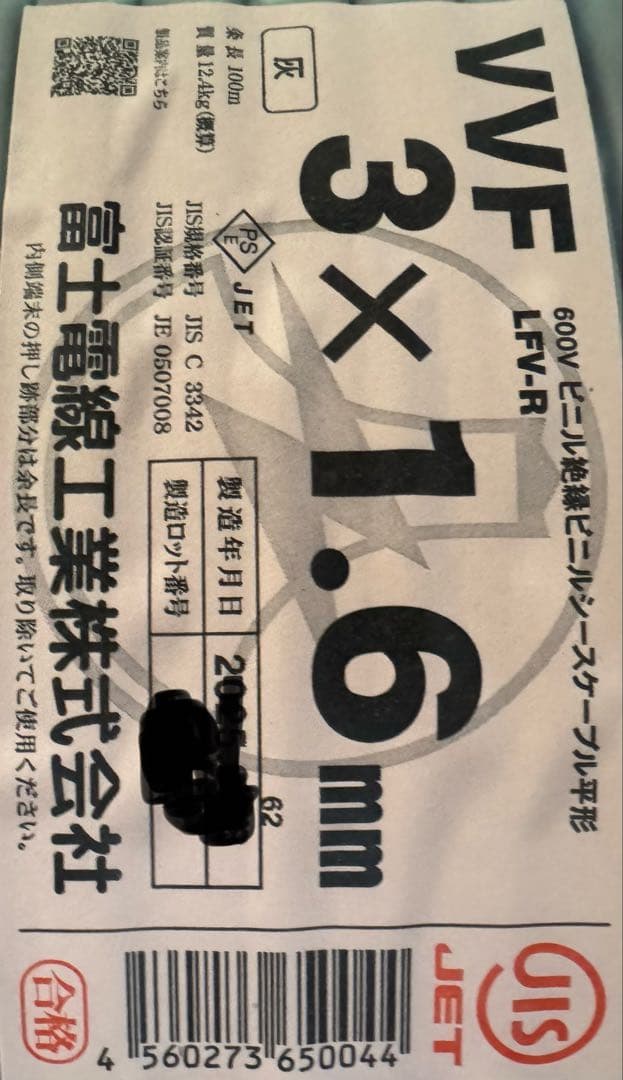 VVF
600V ビニル絶縁ビニルシースケーブル平形
LFV-R
3×1.6mm
灰
条 長 100m
質 量 12.4kg (概算)
製品案内はこちら
PS
E
JET
JIS規格番号 JIS C 3342
JIS認証番号 JE 0507008
製造年月日
製造ロット番号
62
富士電線工業株式会社
内側端末の押し跡部分は余長です。取り除いてご使用ください。
JIS
JET
4 560273 650044
合格